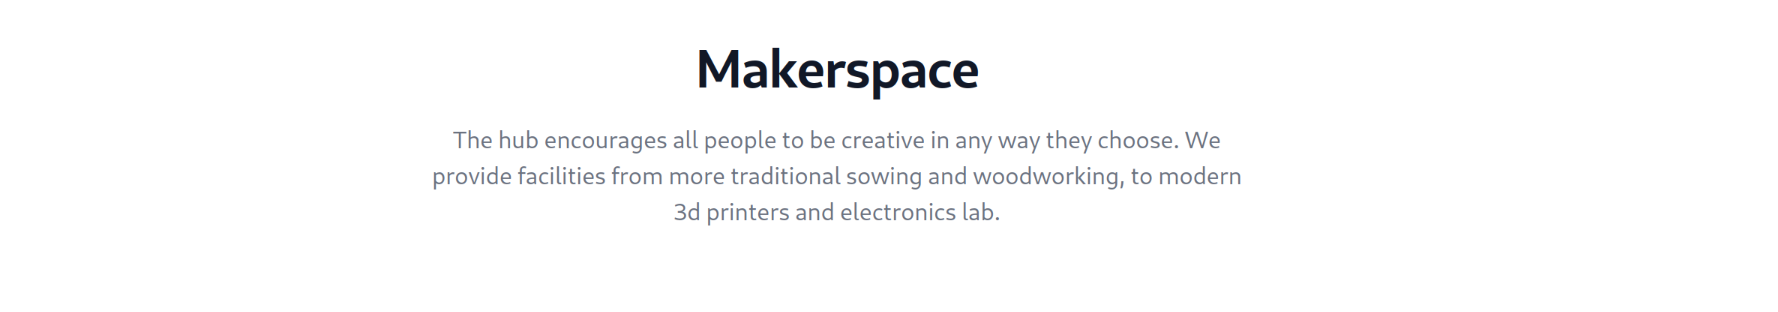 Makerspace
The hub encourages all people to be creative in any way they choose. We
provide facilities from more traditional sowing and woodworking, to modern
3d printers and electronics lab.